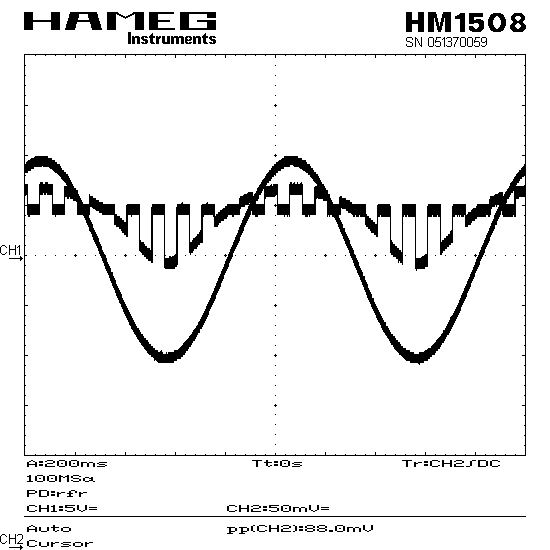 HAMEG
Instruments
HM1508
SN 051370059
CH1
A:200ms Tt:0s Tr:CH2∫DC
100MSa
PD:rfr
CH1:5V= CH2:50mV=
Auto pp(CH2):88.0mV
CH2
Cursor